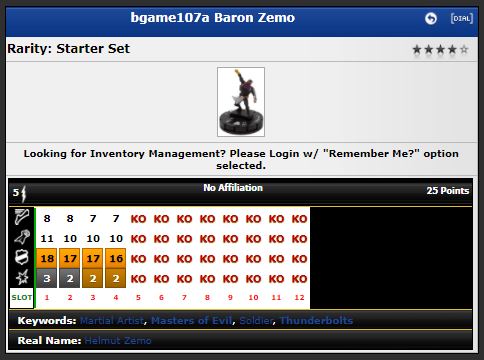 bgame107a Baron Zemo
[DIAL]
Rarity: Starter Set
Looking for Inventory Management? Please Login w/ "Remember Me?" option
selected.
5 No Affiliation 25 Points
8 8 7 7 KO KO KO KO KO KO KO KO
11 10 10 10 KO KO KO KO KO KO KO KO
18 17 17 16 KO KO KO KO KO KO KO KO
3 2 2 2 KO KO KO KO KO KO KO KO
SLOT 1 2 3 4 5 6 7 8 9 10 11 12
Keywords: Martial Artist, Masters of Evil, Soldier, Thunderbolts
Real Name: Helmut Zemo